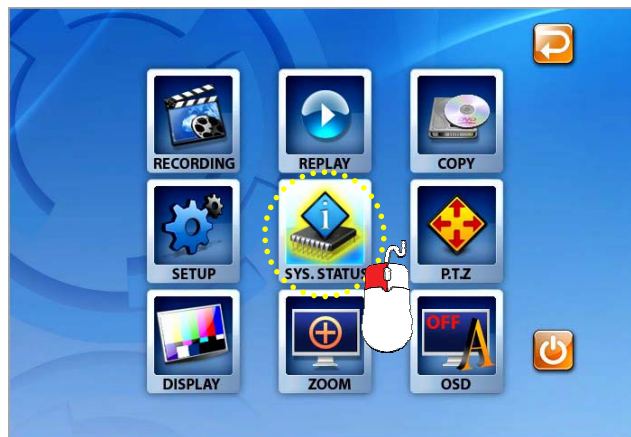 RECORDING
REPLAY
COPY
SETUP
SYS. STATUS
P.T.Z
DISPLAY
ZOOM
OFF
OSD